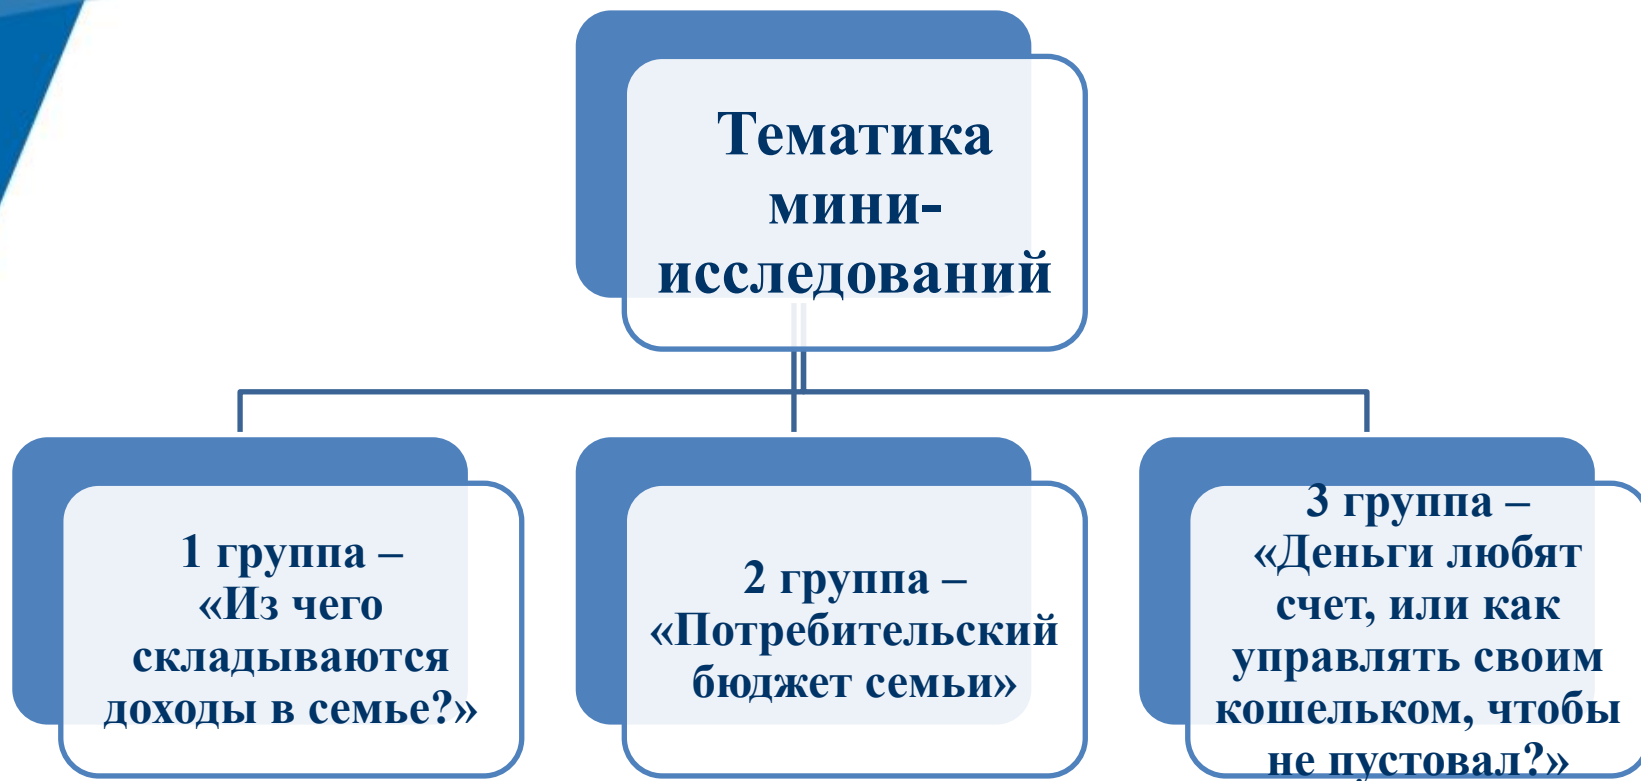 Тематика
мини-
исследований
1 группа –
«Из чего
складываются
доходы в семье?»
2 группа –
«Потребительский
бюджет семьи»
3 группа –
«Деньги любят
счет, или как
управлять своим
кошельком, чтобы
не пустовал?»